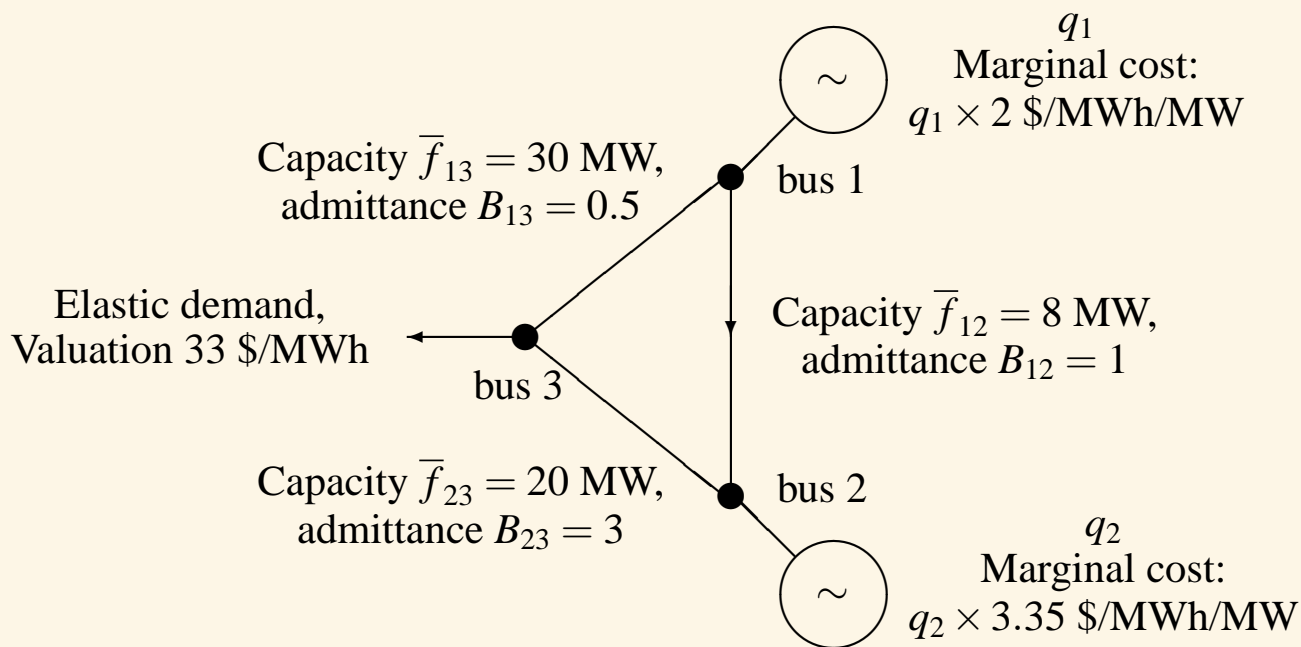 q₁
Marginal cost:
q₁ × 2 $/MWh/MW
∼
Capacity f̅₁₃ = 30 MW,
admittance B₁₃ = 0.5
bus 1
Elastic demand,
Valuation 33 $/MWh
Capacity f̅₁₂ = 8 MW,
admittance B₁₂ = 1
bus 3
Capacity f̅₂₃ = 20 MW,
admittance B₂₃ = 3
bus 2
q₂
Marginal cost:
q₂ × 3.35 $/MWh/MW
∼